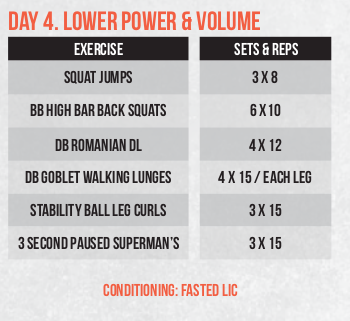 DAY 4. LOWER POWER & VOLUME
EXERCISE SETS & REPS
SQUAT JUMPS 3 X 8
BB HIGH BAR BACK SQUATS 6 X 10
DB ROMANIAN DL 4 X 12
DB GOBLET WALKING LUNGES 4 X 15 / EACH LEG
STABILITY BALL LEG CURLS 3 X 15
3 SECOND PAUSED SUPERMAN'S 3 X 15
CONDITIONING: FASTED LIC